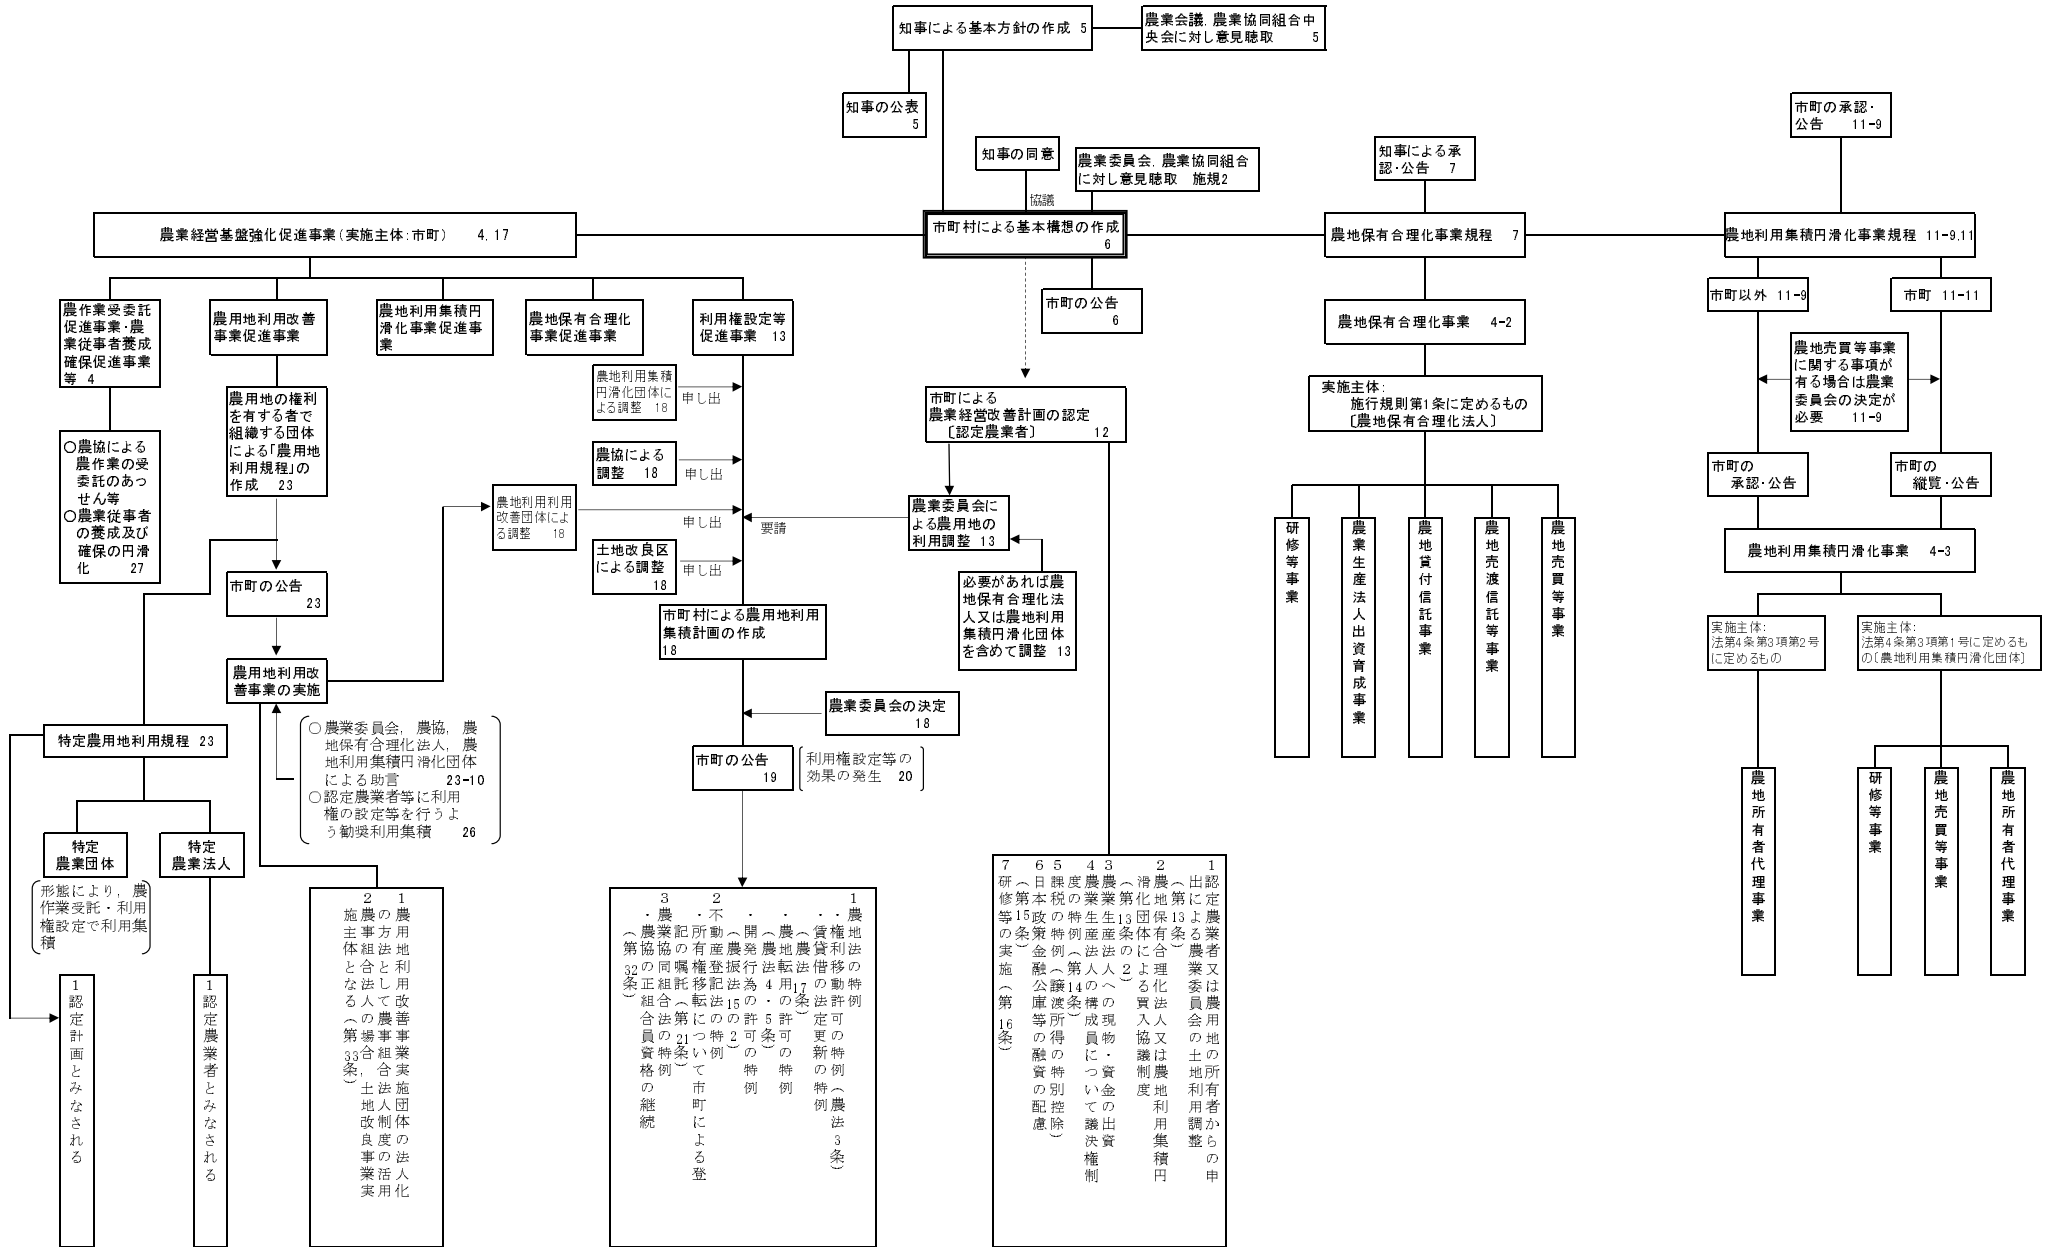 知事による基本方針の作成 5
農業会議，農業協同組合中
央会に対し意見聴取 5
知事の公表
5
市町の承認・
公告 11-9
知事の同意
農業委員会，農業協同組合
に対し意見聴取 施規2
知事による承
認・公告 7
協議
農業経営基盤強化促進事業（実施主体：市町） 4，17
市町村による基本構想の作成
6
農地保有合理化事業規程 7
農地利用集積円滑化事業規程 11-9,11
市町の公告
6
市町以外 11-9
市町 11-11
農作業受委託
促進事業・農
業従事者養成
確保促進事業
等 4
農用地利用改善
事業促進事業
農地利用集積円
滑化事業促進事
業
農地保有合理化
事業促進事業
利用権設定等
促進事業 13
農地保有合理化事業 4-2
農地売買等事業
に関する事項が
有る場合は農業
委員会の決定が
必要 11-9
農地利用集積
円滑化団体に
よる調整 18
申し出
農用地の権利
を有する者で
組織する団体
による「農用地
利用規程」の
作成 23
市町による
農業経営改善計画の認定
〔認定農業者〕 12
実施主体：
施行規則第1条に定めるもの
〔農地保有合理化法人〕
○農協による
農作業の受
委託のあっ
せん等
○農業従事者
の養成及び
確保の円滑
化 27
農協による
調整 18
申し出
市町の
承認・公告
市町の
縦覧・公告
農地利用利用
改善団体によ
る調整 18
申し出
要請
農業委員会に
よる農用地の
利用調整 13
土地改良区
による調整
18
申し出
農地利用集積円滑化事業 4-3
市町の公告
23
必要があれば農
地保有合理化法
人又は農地利用
集積円滑化団体
を含めて調整 13
市町村による農用地利用
集積計画の作成
18
研修等事業
農業生産法人出資育成事業
農地貸付信託事業
農地売渡信託等事業
農地売買等事業
実施主体：
法第4条第3項第2号
に定めるもの
実施主体：
法第4条第3項第1号に定めるも
の〔農地利用集積円滑化団体〕
農用地利用改
善事業の実施
農業委員会の決定
18
特定農用地利用規程 23
○農業委員会，農協，農
地保有合理化法人，農
地利用集積円滑化団体
による助言 23-10
○認定農業者等に利用
権の設定等を行うよ
う勧奨利用集積 26
市町の公告
19
利用権設定等の
効果の発生 20
農地所有者代理事業
研修等事業
農地売買等事業
農地所有者代理事業
特定
農業団体
特定
農業法人
形態により，農
作業受託・利用
権設定で利用集
積
1認定計画とみなされる
1認定農業者とみなされる
1農用地利用改善事業実施団体の法人化
の方法として農事組合法人制度の活用
2農事組合法人の場合，土地改良事業実
施主体となる（第33条）
1農地法の特例
・権利移動許可の特例（農法3条）
・賃貸借の法定更新の特例
（農法17条）
・農地転用の許可の特例
（農法4・5条）
・開発行為の許可の特例
（農振法15の2）
2不動産登記法の特例
・所有権移転について市町による登
記の嘱託（第21条）
3農業協同組合法の特例
・農協の正組合員資格の継続
（第32条）
1認定農業者又は農用地の所有者からの申
出による農業委員会の土地利用調整
（第13条）
2農地保有合理化法人又は農地利用集積円
滑化団体による買入協議制度
（第13条の2）
3農業生産法人への現物・資金の出資
4農業生産法人の構成員について議決権制
度の特例（第14条）
5課税の特例（譲渡所得の特別控除）
6日本政策金融公庫等の融資の配慮
（第15条）
7研修等の実施（第16条）